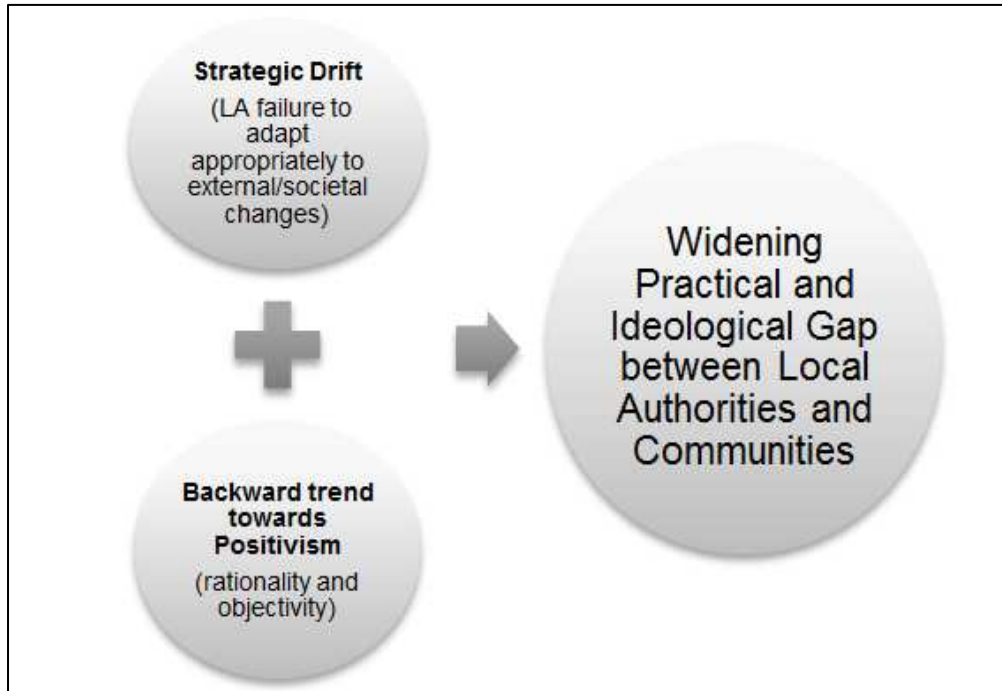 Strategic Drift
(LA failure to
adapt
appropriately to
external/societal
changes)
Backward trend
towards
Positivism
(rationality and
objectivity)
Widening
Practical and
Ideological Gap
between Local
Authorities and
Communities